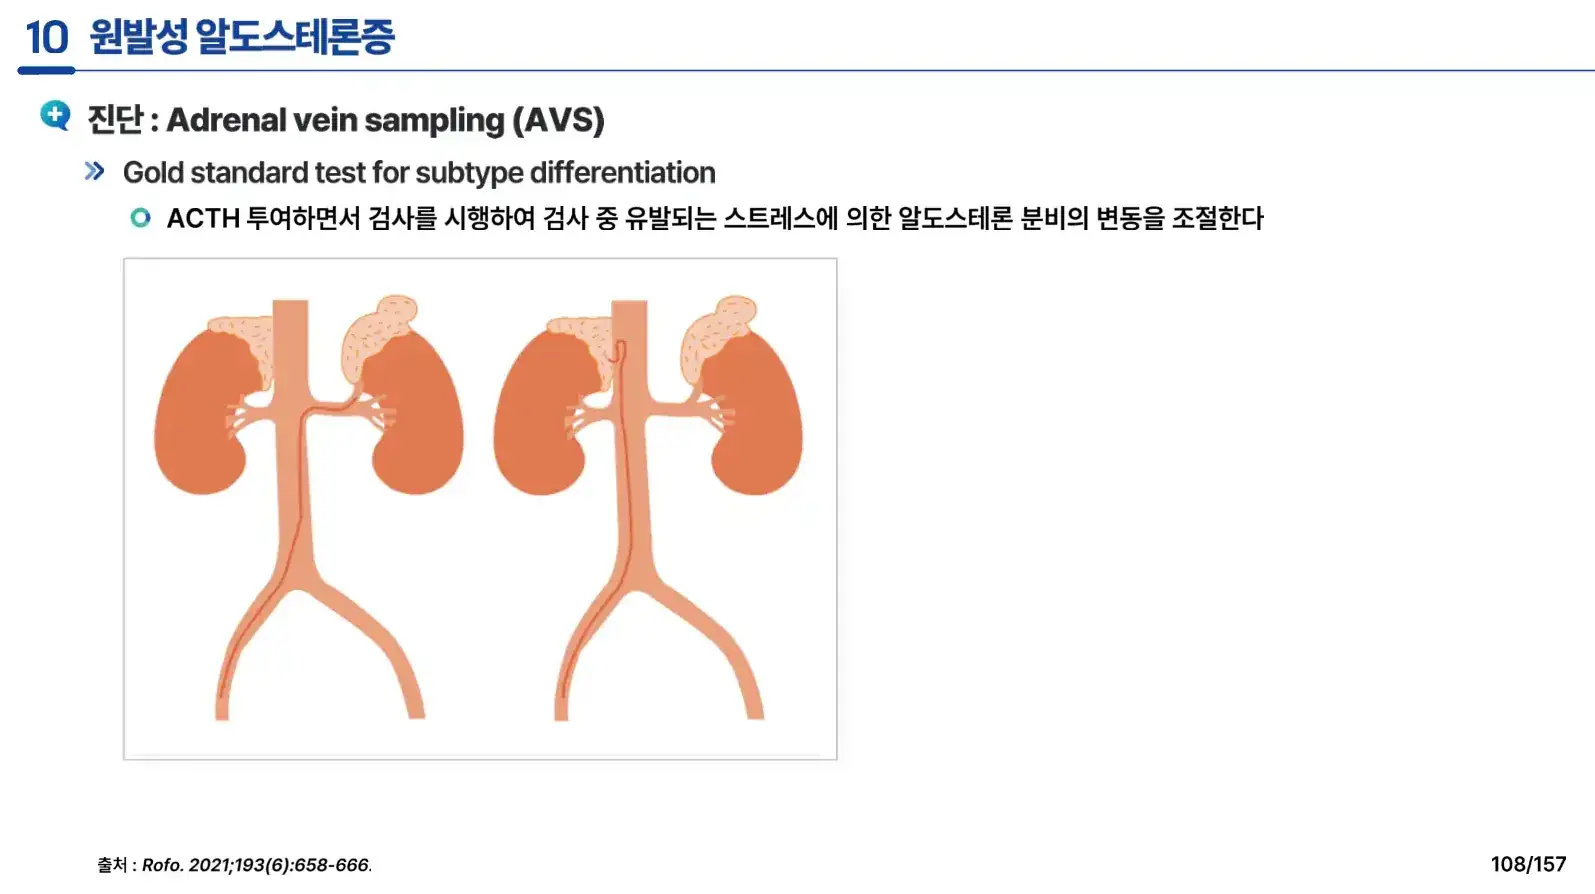 10 원발성 알도스테론증
진단 : Adrenal vein sampling (AVS)
Gold standard test for subtype differentiation
ACTH 투여하면서 검사를 시행하여 검사 중 유발되는 스트레스에 의한 알도스테론 분비의 변동을 조절한다
출처 : Rofo. 2021;193(6):658-666.
108/157